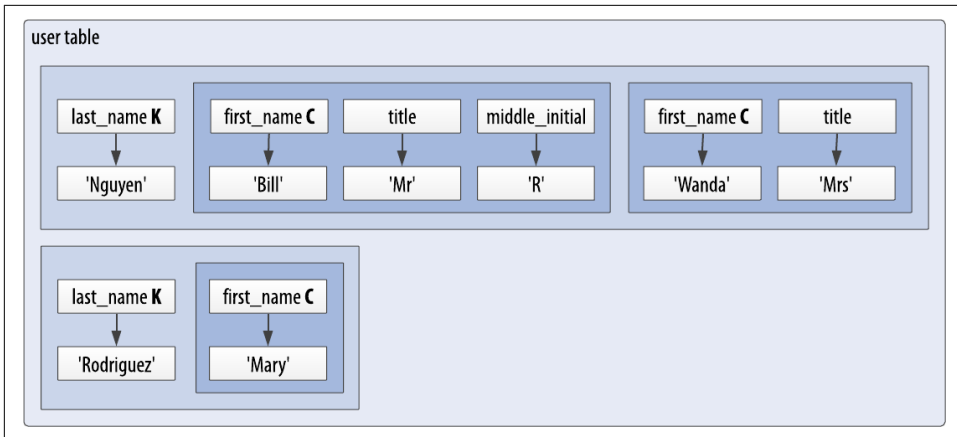 user table
last_name K first_name C title middle_initial first_name C title
'Nguyen' 'Bill' 'Mr' 'R' 'Wanda' 'Mrs'
last_name K first_name C
'Rodriguez' 'Mary'